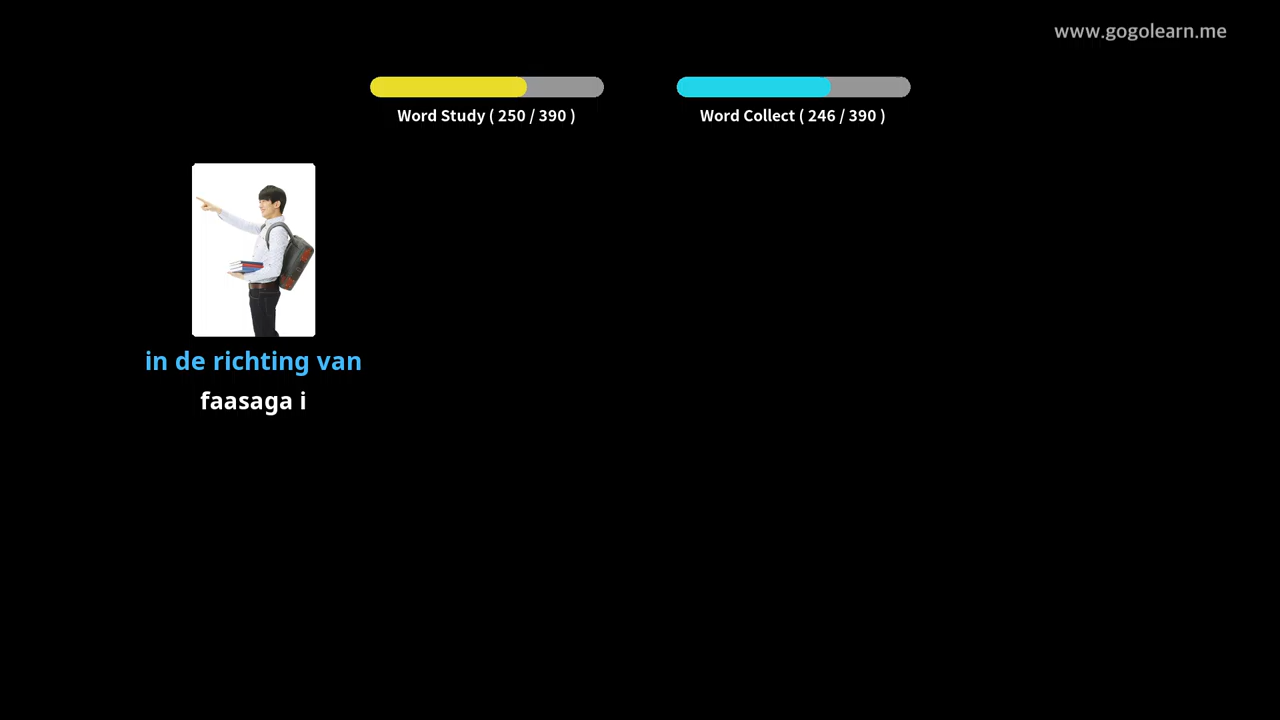 www.gogolearn.me
Word Study ( 250 / 390 )
Word Collect ( 246 / 390 )
in de richting van
faasaga i